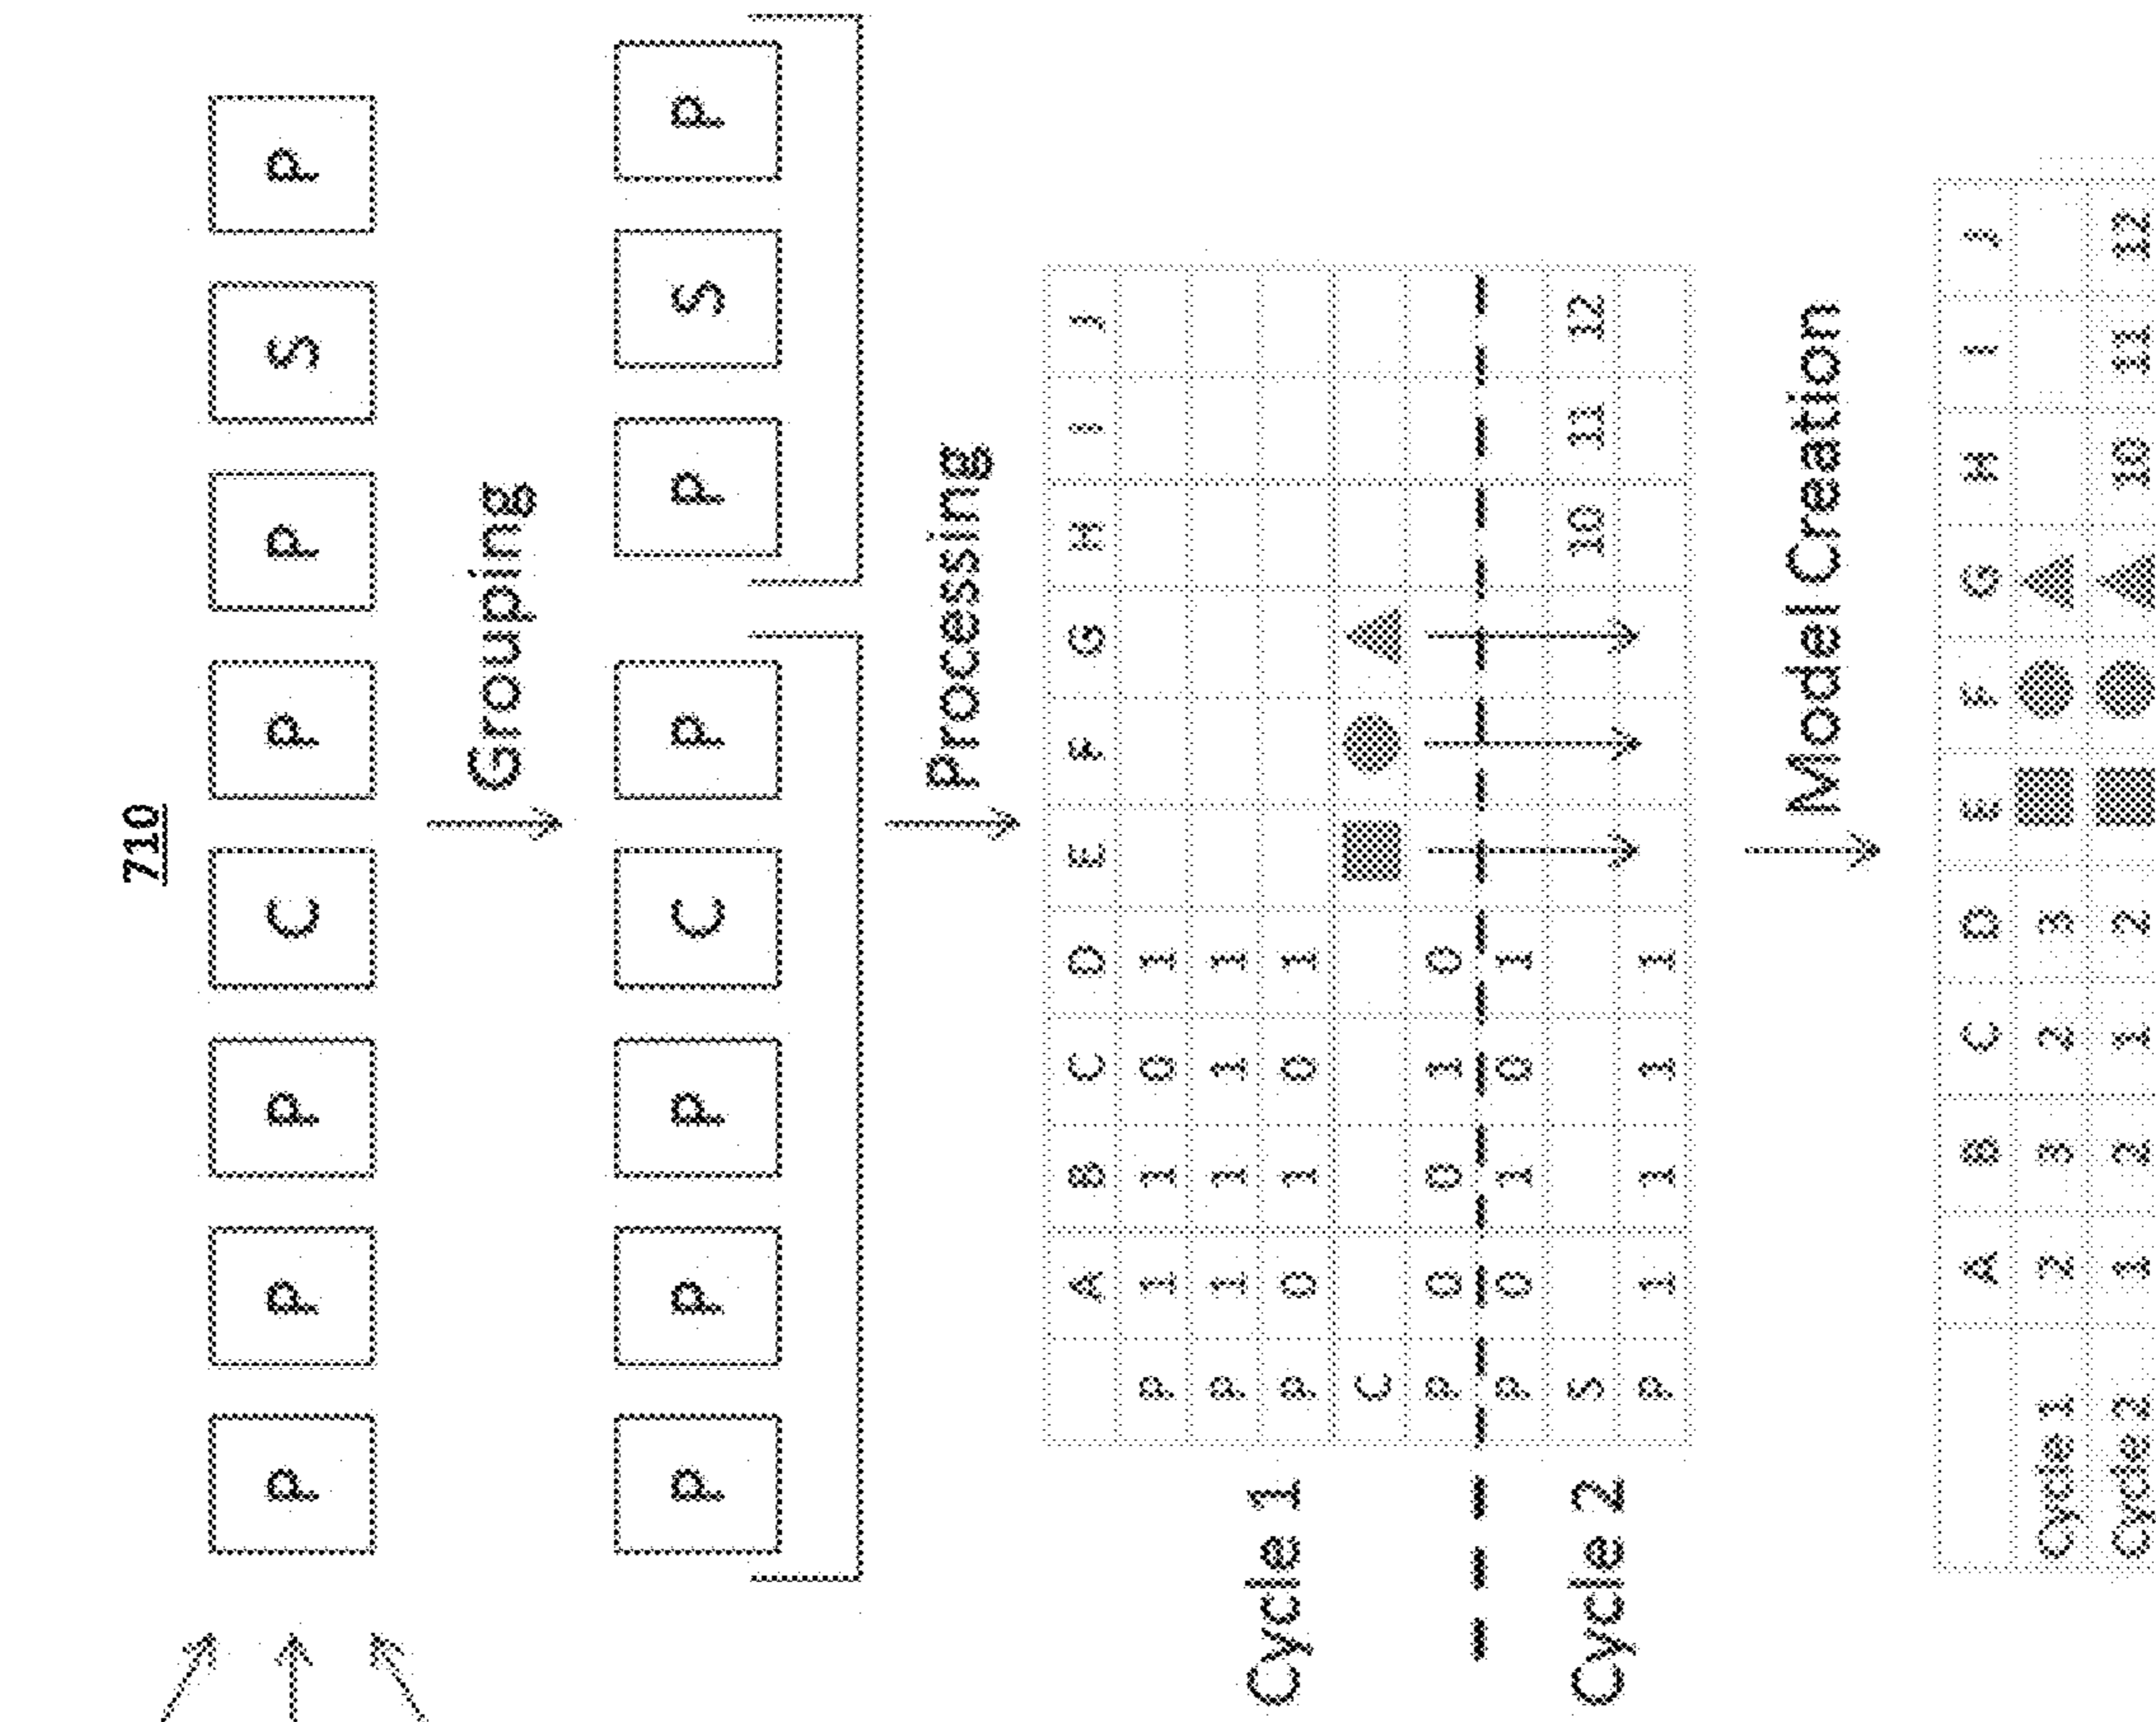 710
P P P C P P S P
Grouping
P P P C P P S P
Processing
A B C D E F G H I J
P 1 1 0 1
P 1 1 1 1
Cycle 1 P 0 1 0 1
C
P 0 0 1 0
P 0 1 0 1
Cycle 2 S 10 11 12
P 1 1 1 1
Model Creation
A B C D E F G H I J
Cycle 1 2 3 2 3
Cycle 2 1 2 1 2 10 11 12